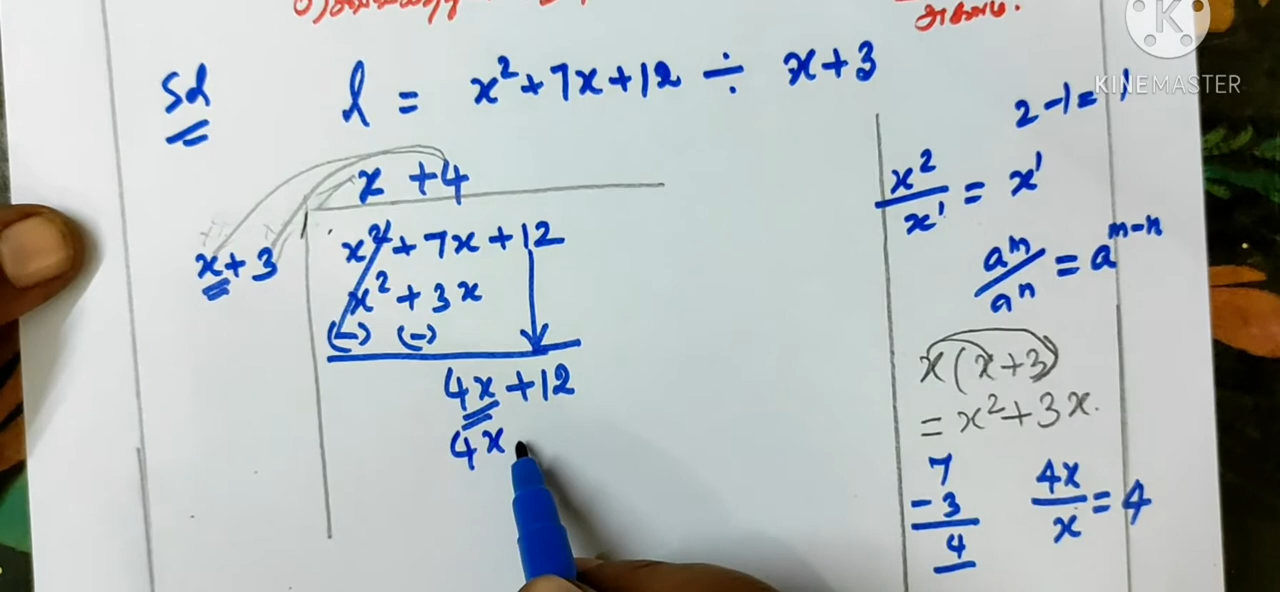 Sol
l = x² + 7x + 12 ÷ x + 3
x + 4
x + 3
x² + 7x + 12
x² + 3x
(−) (−)
4x + 12
4x
2 - 1 = 1
x²/x¹ = x¹
aᵐ/aⁿ = aᵐ⁻ⁿ
x(x+3)
= x² + 3x.
7
- 3
4
4x/x = 4
K
KINEMASTER